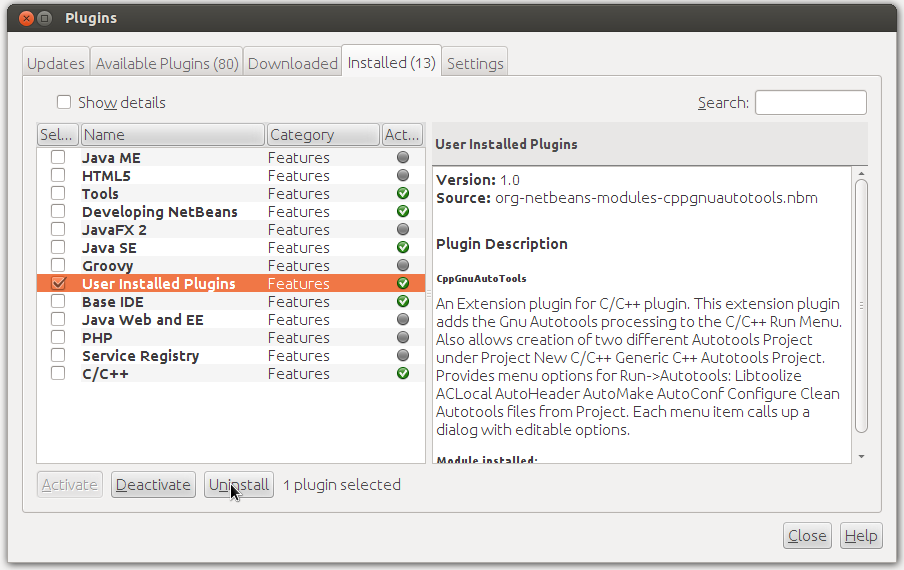 Plugins
Updates Available Plugins (80) Downloaded Installed (13) Settings
Show details Search:
Sel... Name Category Act...
Java ME Features
HTML5 Features
Tools Features
Developing NetBeans Features
JavaFX 2 Features
Java SE Features
Groovy Features
User Installed Plugins Features
Base IDE Features
Java Web and EE Features
PHP Features
Service Registry Features
C/C++ Features
User Installed Plugins
Version: 1.0
Source: org-netbeans-modules-cppgnuautotools.nbm
Plugin Description
CppGnuAutoTools
An Extension plugin for C/C++ plugin. This extension plugin
adds the Gnu Autotools processing to the C/C++ Run Menu.
Also allows creation of two different Autotools Project
under Project New C/C++ Generic C++ Autotools Project.
Provides menu options for Run->Autotools: Libtoolize
ACLocal AutoHeader AutoMake AutoConf Configure Clean
Autotools files from Project. Each menu item calls up a
dialog with editable options.
Module installed:
Activate Deactivate Uninstall 1 plugin selected
Close Help